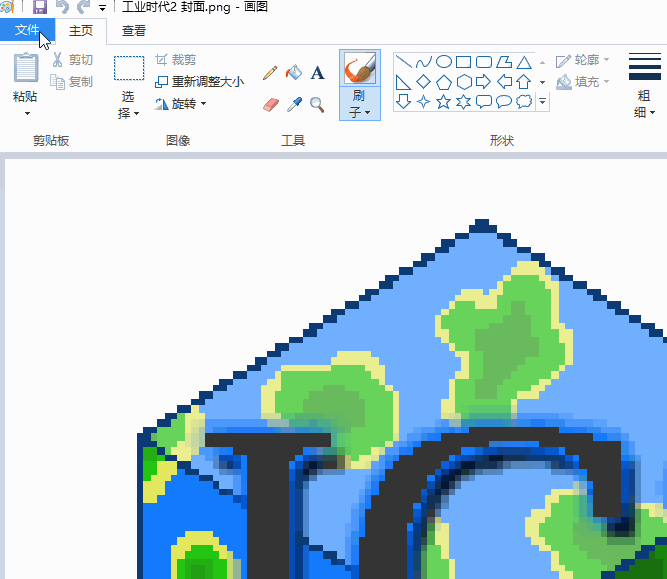 工业时代2 封面.png - 画图
文件 主页 查看
粘贴 剪切 复制
选择 裁剪 重新调整大小 旋转
A
刷子
轮廓 填充
粗细
剪贴板 图像 工具 形状